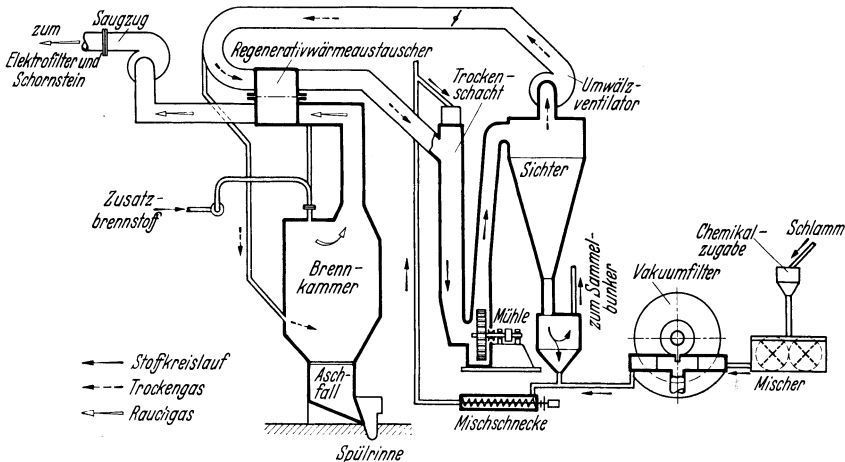 Saugzug
zum
Elektrofilter und
Schornstein
Regenerativwärmeaustauscher
Trocken-
schacht
Umwälz-
ventilator
Sichter
Zusatz-
brennstoff
Brenn-
kammer
Mühle
zum Sammel-
bunker
Chemikal-
zugabe
Schlamm
Vakuumfilter
Mischer
Stoffkreislauf
Trockengas
Rauchgas
Asch-
fall
Mischschnecke
Spülrinne